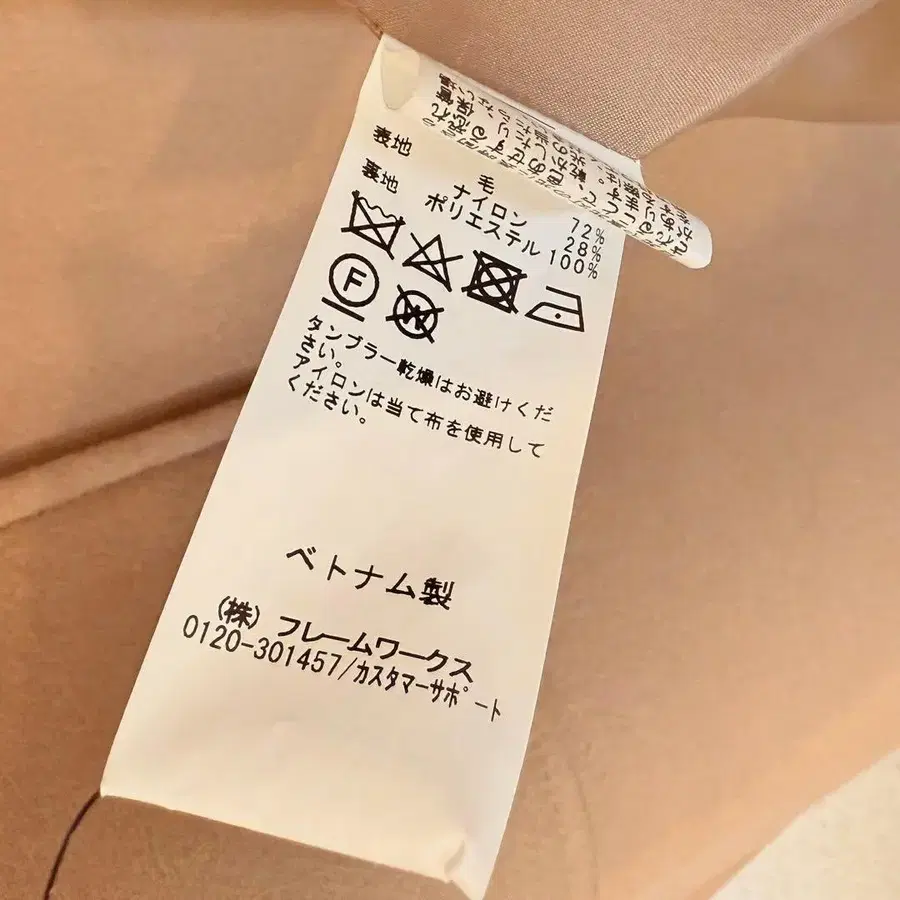 表地 毛 72%
ナイロン 28%
裏地 ポリエステル 100%
F W
タンブラー乾燥はお避けくだ
さい。
アイロンは当て布を使用して
ください。
ベトナム製
(株)フレームワークス
0120-301457/カスタマーサポート